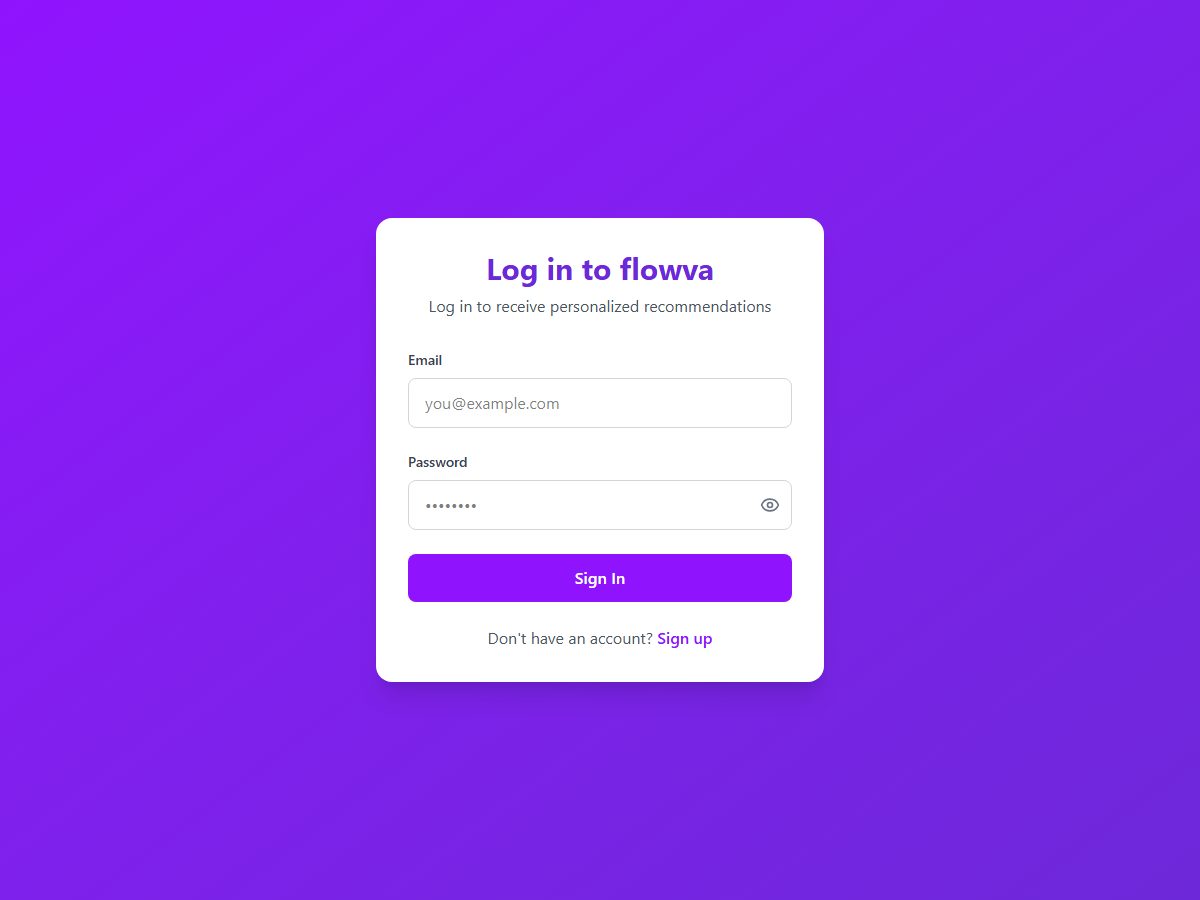 Log in to flowva
Log in to receive personalized recommendations
Email
you@example.com
Password
••••••••
Sign In
Don't have an account? Sign up